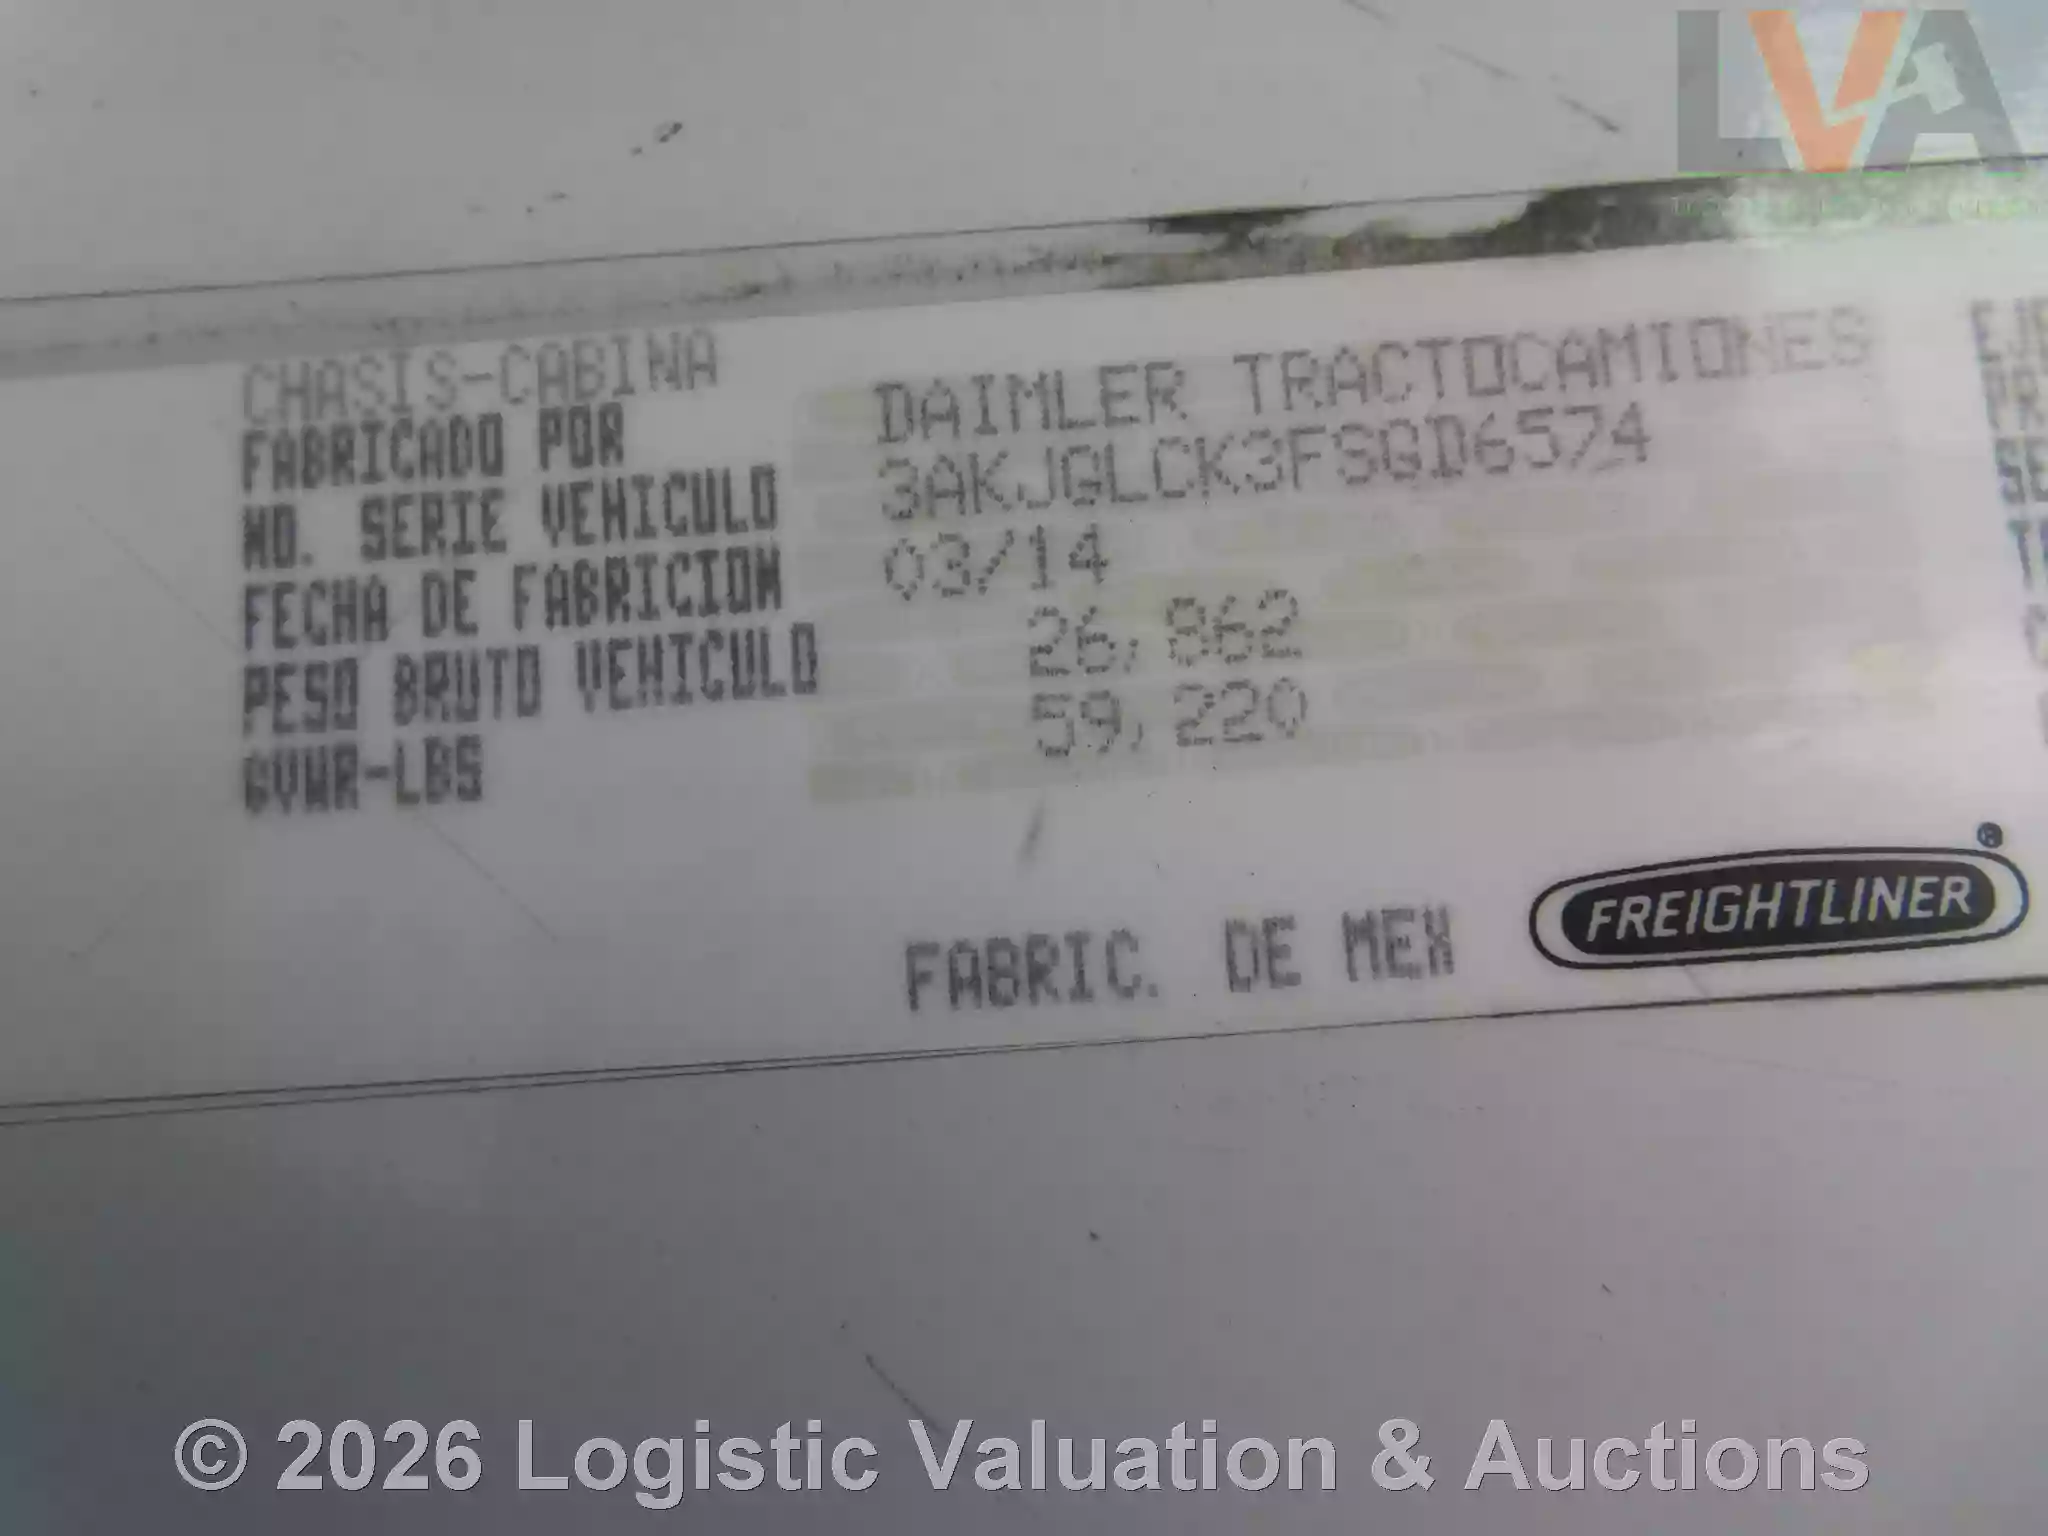 LVA
CHASIS-CABINA
FABRICADO POR DAIMLER TRACTOCAMIONES
NO. SERIE VEHICULO 3AKJGLCK3FSGD6574
FECHA DE FABRICION 03/14
PESO BRUTO VEHICULO 26,862
GVWR-LBS 59,220
FABRIC. DE MEX
FREIGHTLINER®
© 2026 Logistic Valuation & Auctions